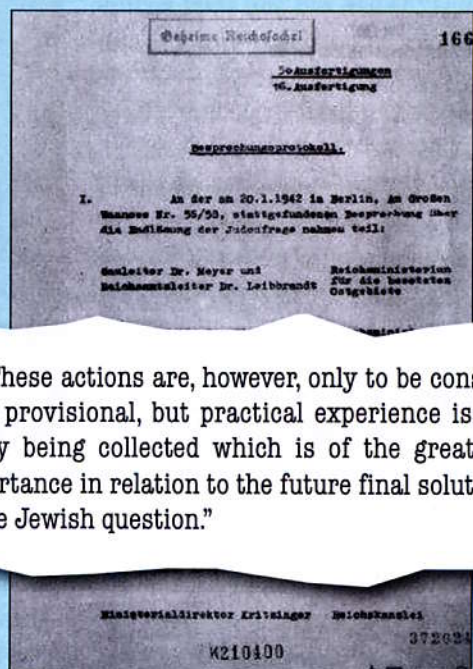 Geheime Reichssache!
166
30 Ausfertigungen
16. Ausfertigung
Besprechungsprotokoll.
I. An der am 20.1.1942 in Berlin, Am Großen
Wannsee Nr. 56/58, stattgefundenen Besprechung über
die Endlösung der Judenfrage nahmen teil:
Gauleiter Dr. Meyer und
Reichsamtsleiter Dr. Leibbrandt
Reichsministerium
für die besetzten
Ostgebiete
hese actions are, however, only to be cons
provisional, but practical experience is
y being collected which is of the great
rtance in relation to the future final solut
e Jewish question.”
Ministerialdirektor Kritzinger Reichskanzlei
372024
K210400